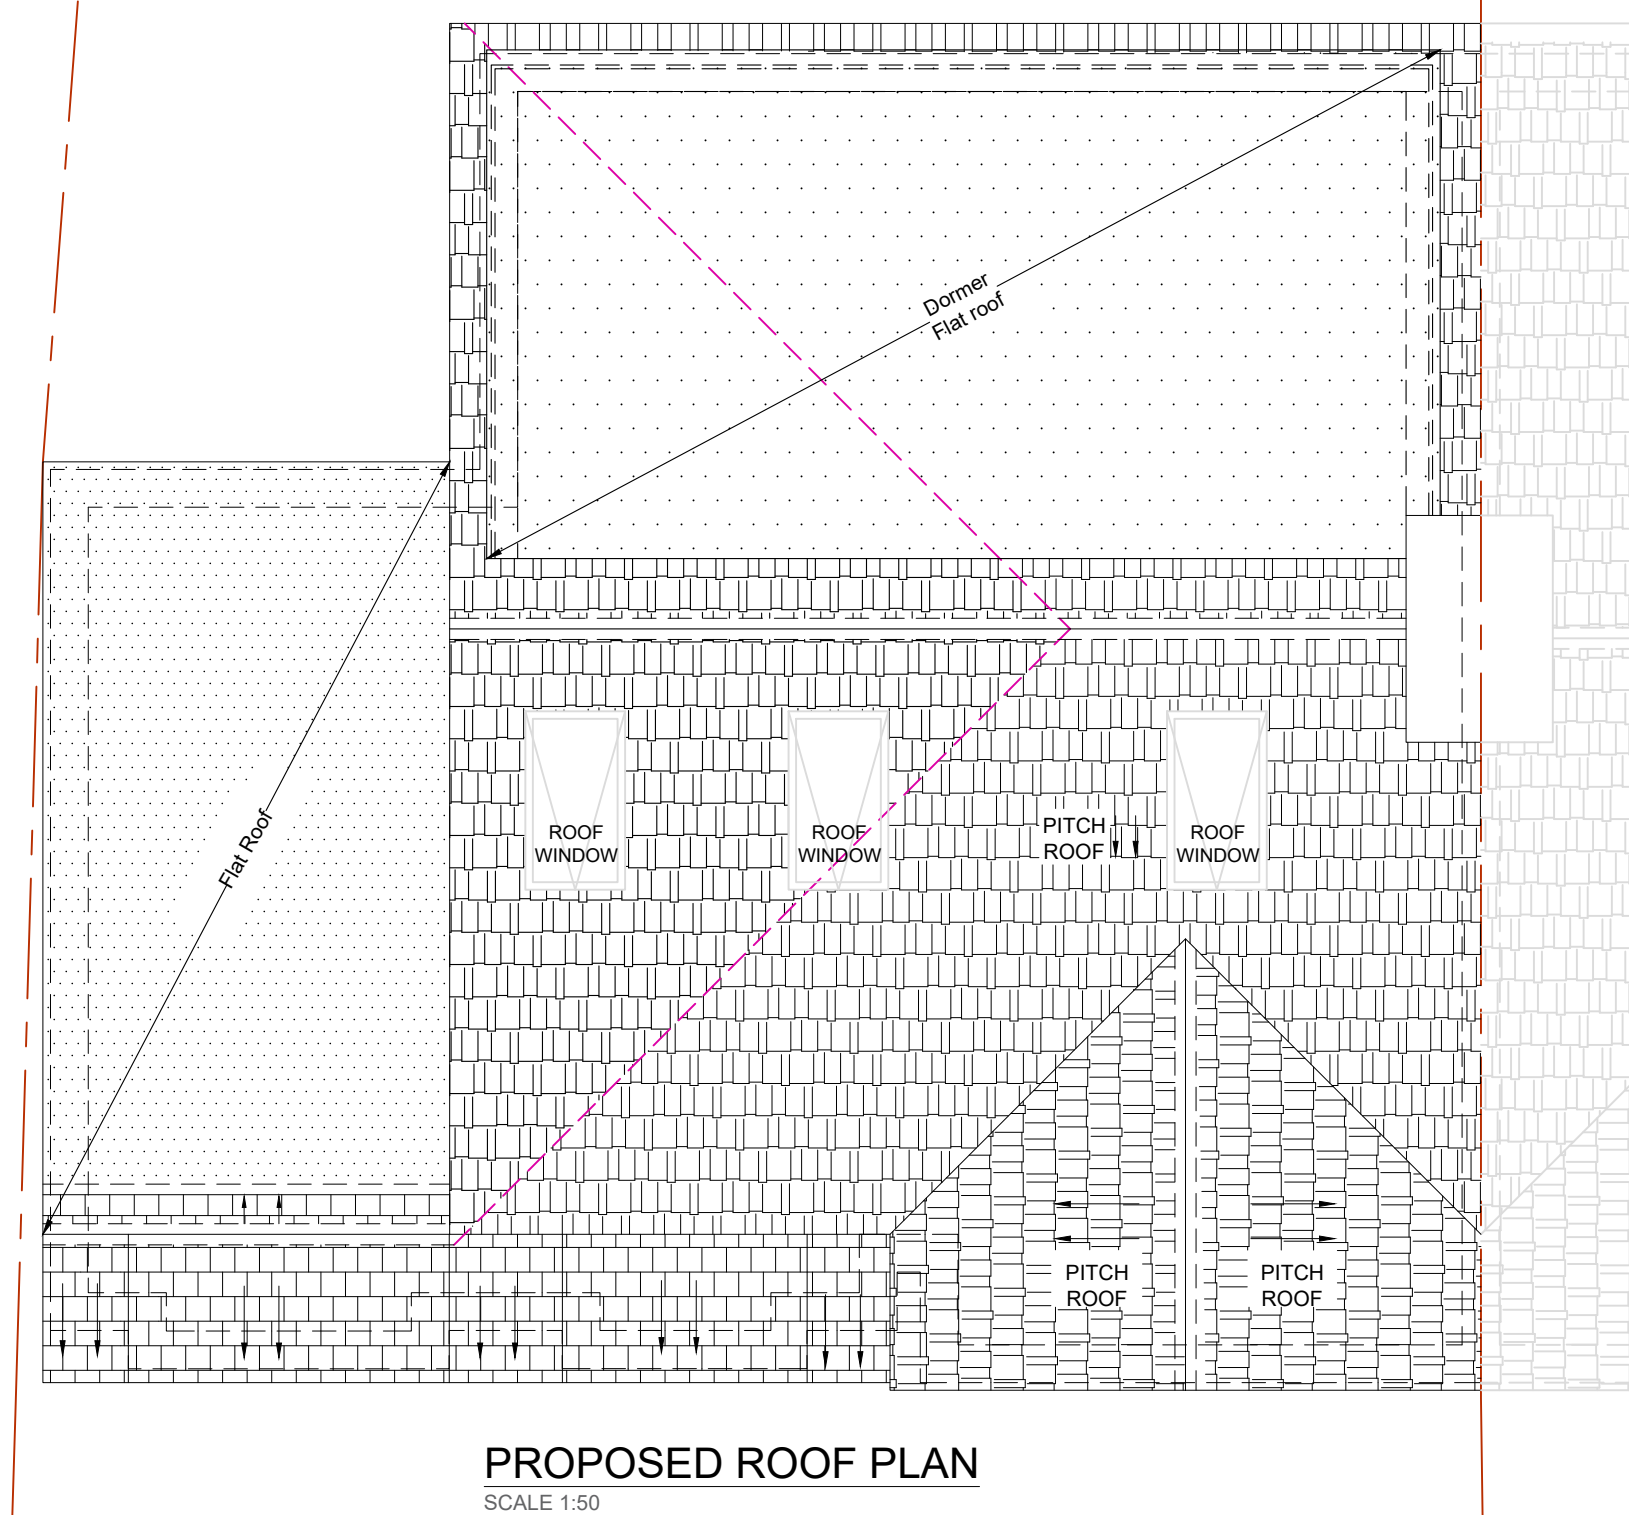 Dormer
Flat roof
Flat Roof
ROOF
WINDOW
ROOF
WINDOW
PITCH
ROOF
ROOF
WINDOW
PITCH
ROOF
PITCH
ROOF
PROPOSED ROOF PLAN
SCALE 1:50